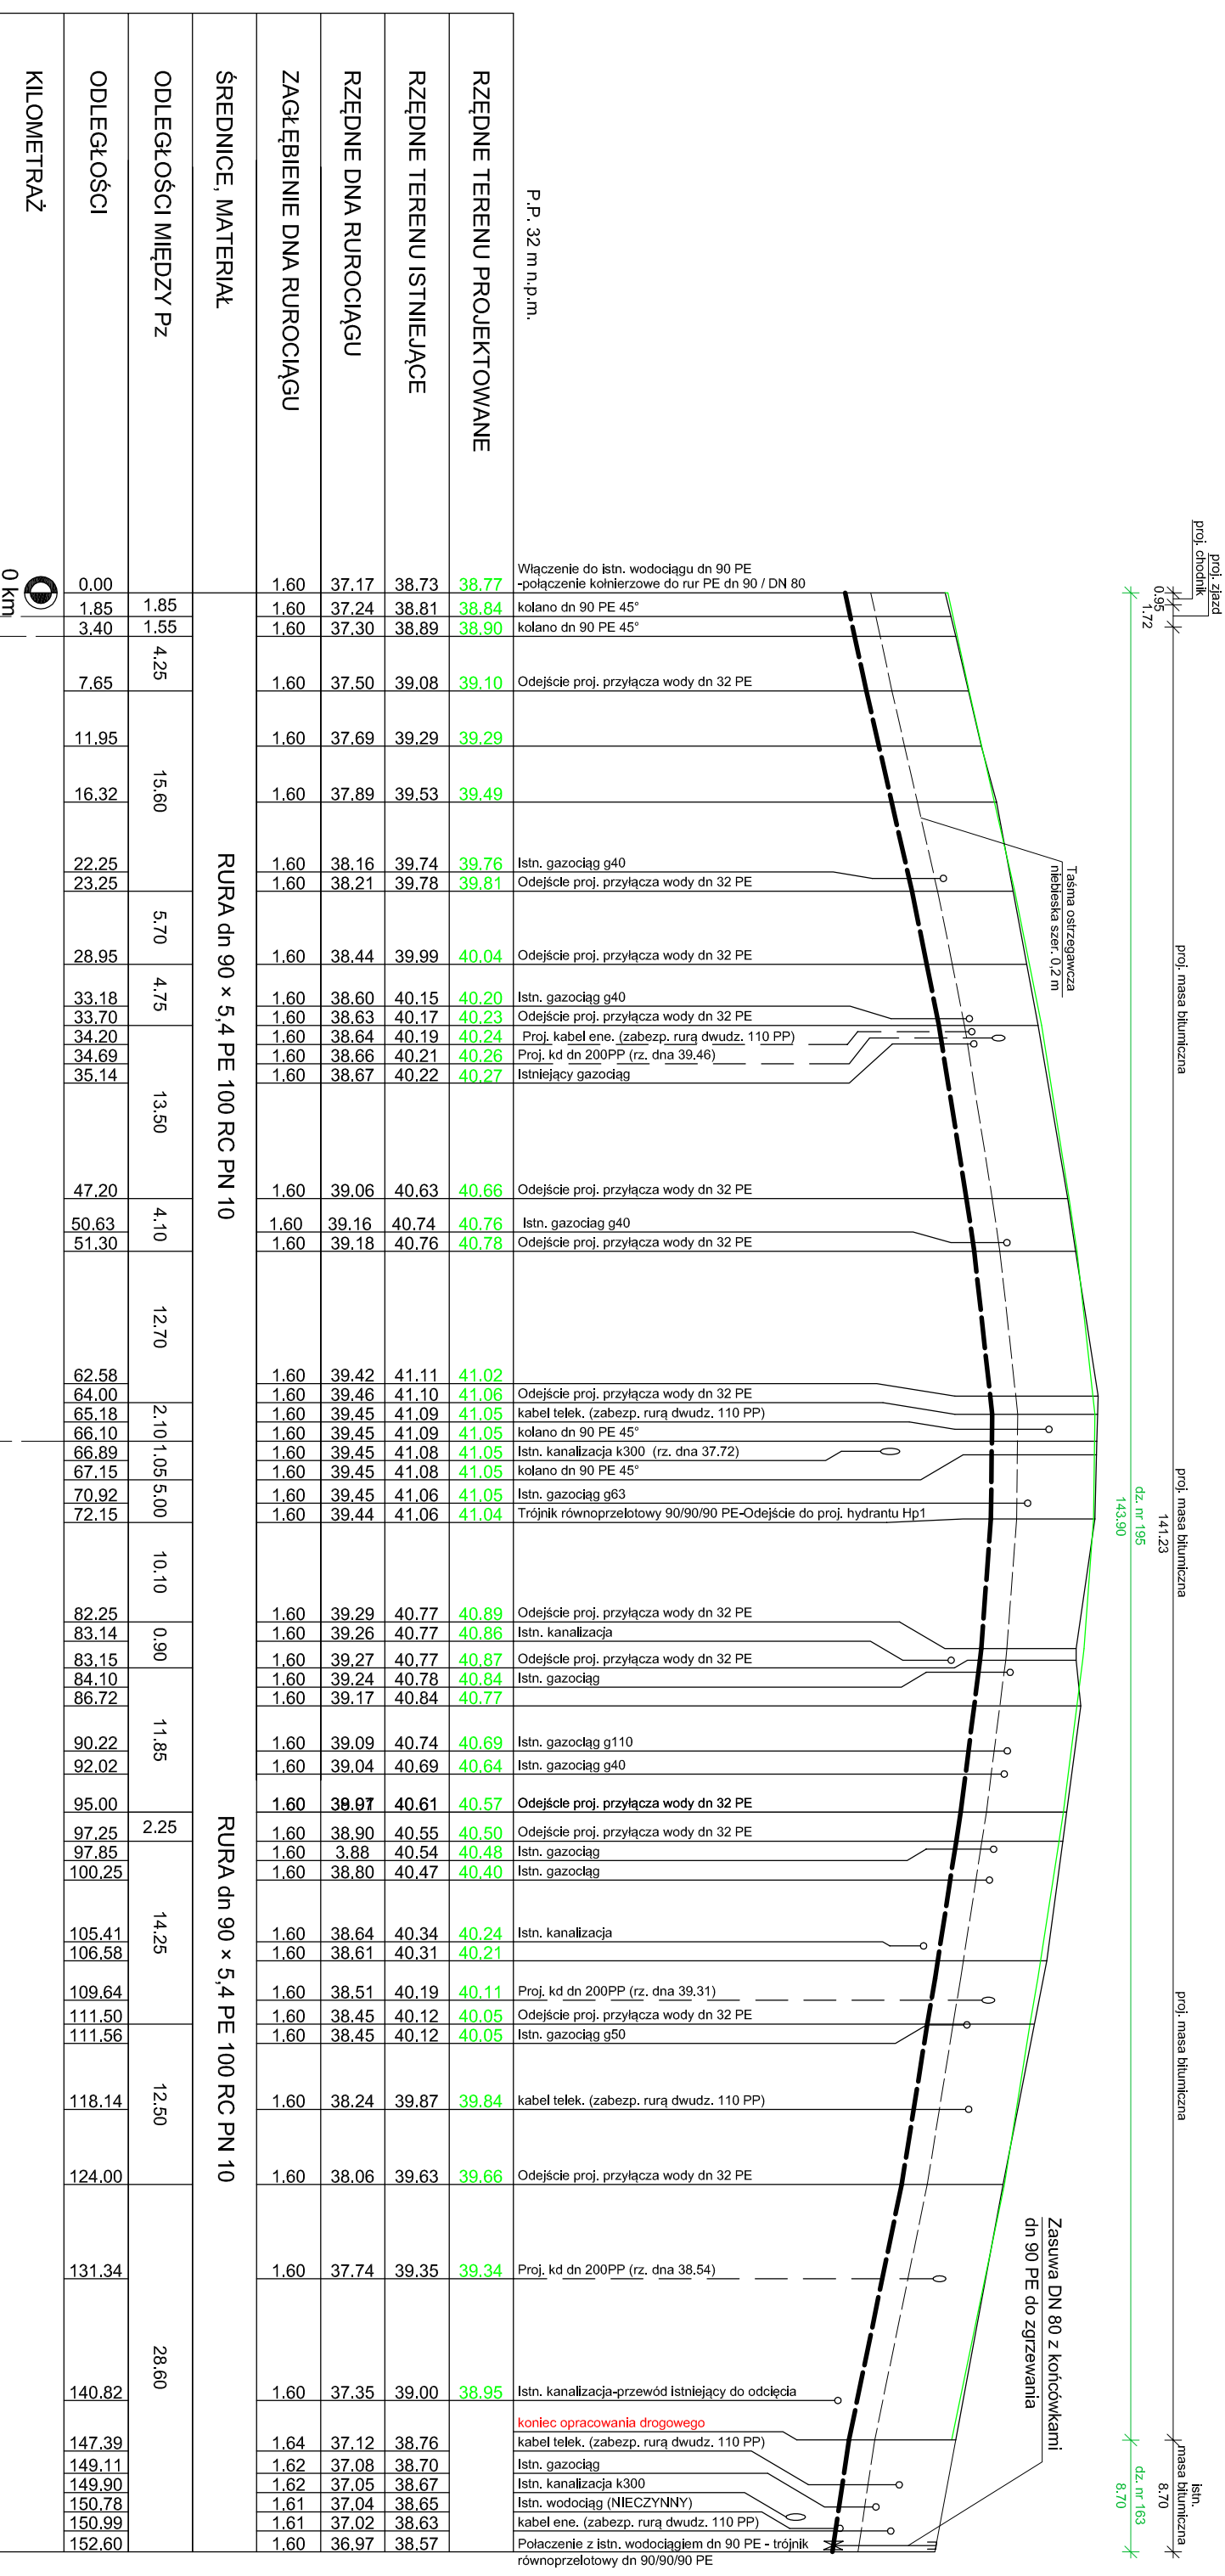 proj. zjazd
proj. chodnik
0.95
1.72
proj. masa bitumiczna
proj. masa bitumiczna
141.23
proj. masa bitumiczna
istn.
masa bitumiczna
8.70
dz. nr 195
143.90
dz. nr 163
8.70
Taśma ostrzegawcza
niebieska szer. 0,2 m
Zasuwa DN 80 z końcówkami
dn 90 PE do zgrzewania
P.P. 32 m n.p.m.
Włączenie do istn. wodociągu dn 90 PE
-połączenie kołnierzowe do rur PE dn 90 / DN 80
kolano dn 90 PE 45°
kolano dn 90 PE 45°
Odejście proj. przyłącza wody dn 32 PE
Istn. gazociąg g40
Odejście proj. przyłącza wody dn 32 PE
Odejście proj. przyłącza wody dn 32 PE
Istn. gazociąg g40
Odejście proj. przyłącza wody dn 32 PE
Proj. kabel ene. (zabezp. rurą dwudz. 110 PP)
Proj. kd dn 200PP (rz. dna 39.46)
Istniejący gazociąg
Odejście proj. przyłącza wody dn 32 PE
Istn. gazociag g40
Odejście proj. przyłącza wody dn 32 PE
Odejście proj. przyłącza wody dn 32 PE
kabel telek. (zabezp. rurą dwudz. 110 PP)
kolano dn 90 PE 45°
Istn. kanalizacja k300 (rz. dna 37.72)
kolano dn 90 PE 45°
Istn. gazociąg g63
Trójnik równoprzelotowy 90/90/90 PE-Odejście do proj. hydrantu Hp1
Odejście proj. przyłącza wody dn 32 PE
Istn. kanalizacja
Odejście proj. przyłącza wody dn 32 PE
Istn. gazociąg
Istn. gazociąg g110
Istn. gazociąg g40
Odejście proj. przyłącza wody dn 32 PE
Odejście proj. przyłącza wody dn 32 PE
Istn. gazociąg
Istn. gazociąg
Istn. kanalizacja
Proj. kd dn 200PP (rz. dna 39.31)
Odejście proj. przyłącza wody dn 32 PE
Istn. gazociąg g50
kabel telek. (zabezp. rurą dwudz. 110 PP)
Odejście proj. przyłącza wody dn 32 PE
Proj. kd dn 200PP (rz. dna 38.54)
Istn. kanalizacja-przewód istniejący do odcięcia
koniec opracowania drogowego
kabel telek. (zabezp. rurą dwudz. 110 PP)
Istn. gazociąg
Istn. kanalizacja k300
Istn. wodociąg (NIECZYNNY)
kabel ene. (zabezp. rurą dwudz. 110 PP)
Połaczenie z istn. wodociągiem dn 90 PE - trójnik
równoprzelotowy dn 90/90/90 PE
RZĘDNE TERENU PROJEKTOWANE
38.77 38.84 38.90 39.10 39.29 39.49 39.76 39.81 40.04 40.20 40.23 40.24 40.26 40.27 40.66 40.76 40.78 41.02 41.06 41.05 41.05 41.05 41.05 41.05 41.04 40.89 40.86 40.87 40.84 40.77 40.69 40.64 40.57 40.50 40.48 40.40 40.24 40.21 40.11 40.05 40.05 39.84 39.66 39.34 38.95
RZĘDNE TERENU ISTNIEJĄCE
38.73 38.81 38.89 39.08 39.29 39.53 39.74 39.78 39.99 40.15 40.17 40.19 40.21 40.22 40.63 40.74 40.76 41.11 41.10 41.09 41.09 41.08 41.08 41.06 41.06 40.77 40.77 40.77 40.78 40.84 40.74 40.69 40.61 40.55 40.54 40.47 40.34 40.31 40.19 40.12 40.12 39.87 39.63 39.35 39.00 38.76 38.70 38.67 38.65 38.63 38.57
RZĘDNE DNA RUROCIĄGU
37.17 37.24 37.30 37.50 37.69 37.89 38.16 38.21 38.44 38.60 38.63 38.64 38.66 38.67 39.06 39.16 39.18 39.42 39.46 39.45 39.45 39.45 39.45 39.45 39.44 39.29 39.26 39.27 39.24 39.17 39.09 39.04 38.90 3.88 38.80 38.64 38.61 38.51 38.45 38.45 38.24 38.06 37.74 37.35 37.12 37.08 37.05 37.04 37.02 36.97
ZAGŁĘBIENIE DNA RUROCIĄGU
1.60 1.60 1.60 1.60 1.60 1.60 1.60 1.60 1.60 1.60 1.60 1.60 1.60 1.60 1.60 1.60 1.60 1.60 1.60 1.60 1.60 1.60 1.60 1.60 1.60 1.60 1.60 1.60 1.60 1.60 1.60 1.60 1.60 1.60 1.60 1.60 1.60 1.60 1.60 1.60 1.60 1.60 1.60 1.60 1.60 1.64 1.62 1.62 1.61 1.61 1.60
ŚREDNICE, MATERIAŁ
RURA dn 90 × 5,4 PE 100 RC PN 10
RURA dn 90 × 5,4 PE 100 RC PN 10
ODLEGŁOŚCI MIĘDZY Pz
1.85 1.55 4.25 15.60 5.70 4.75 13.50 4.10 12.70 2.10 1.05 5.00 10.10 0.90 11.85 2.25 14.25 12.50 28.60
ODLEGŁOŚCI
0.00 1.85 3.40 7.65 11.95 16.32 22.25 23.25 28.95 33.18 33.70 34.20 34.69 35.14 47.20 50.63 51.30 62.58 64.00 65.18 66.10 66.89 67.15 70.92 72.15 82.25 83.14 83.15 84.10 86.72 90.22 92.02 95.00 97.25 97.85 100.25 105.41 106.58 109.64 111.50 111.56 118.14 124.00 131.34 140.82 147.39 149.11 149.90 150.78 150.99 152.60
KILOMETRAŻ
0 km